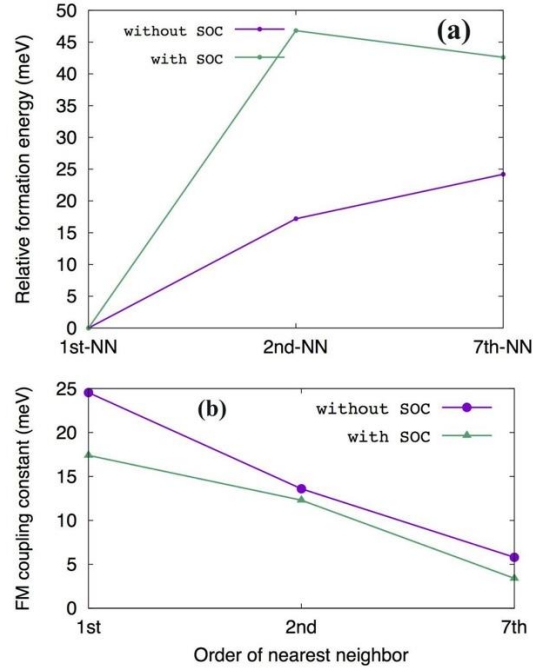 (a)
without SOC
with SOC
Relative formation energy (meV)
50
45
40
35
30
25
20
15
10
5
0
1st-NN 2nd-NN 7th-NN
(b)
without SOC
with SOC
FM coupling constant (meV)
25
20
15
10
5
0
1st 2nd 7th
Order of nearest neighbor